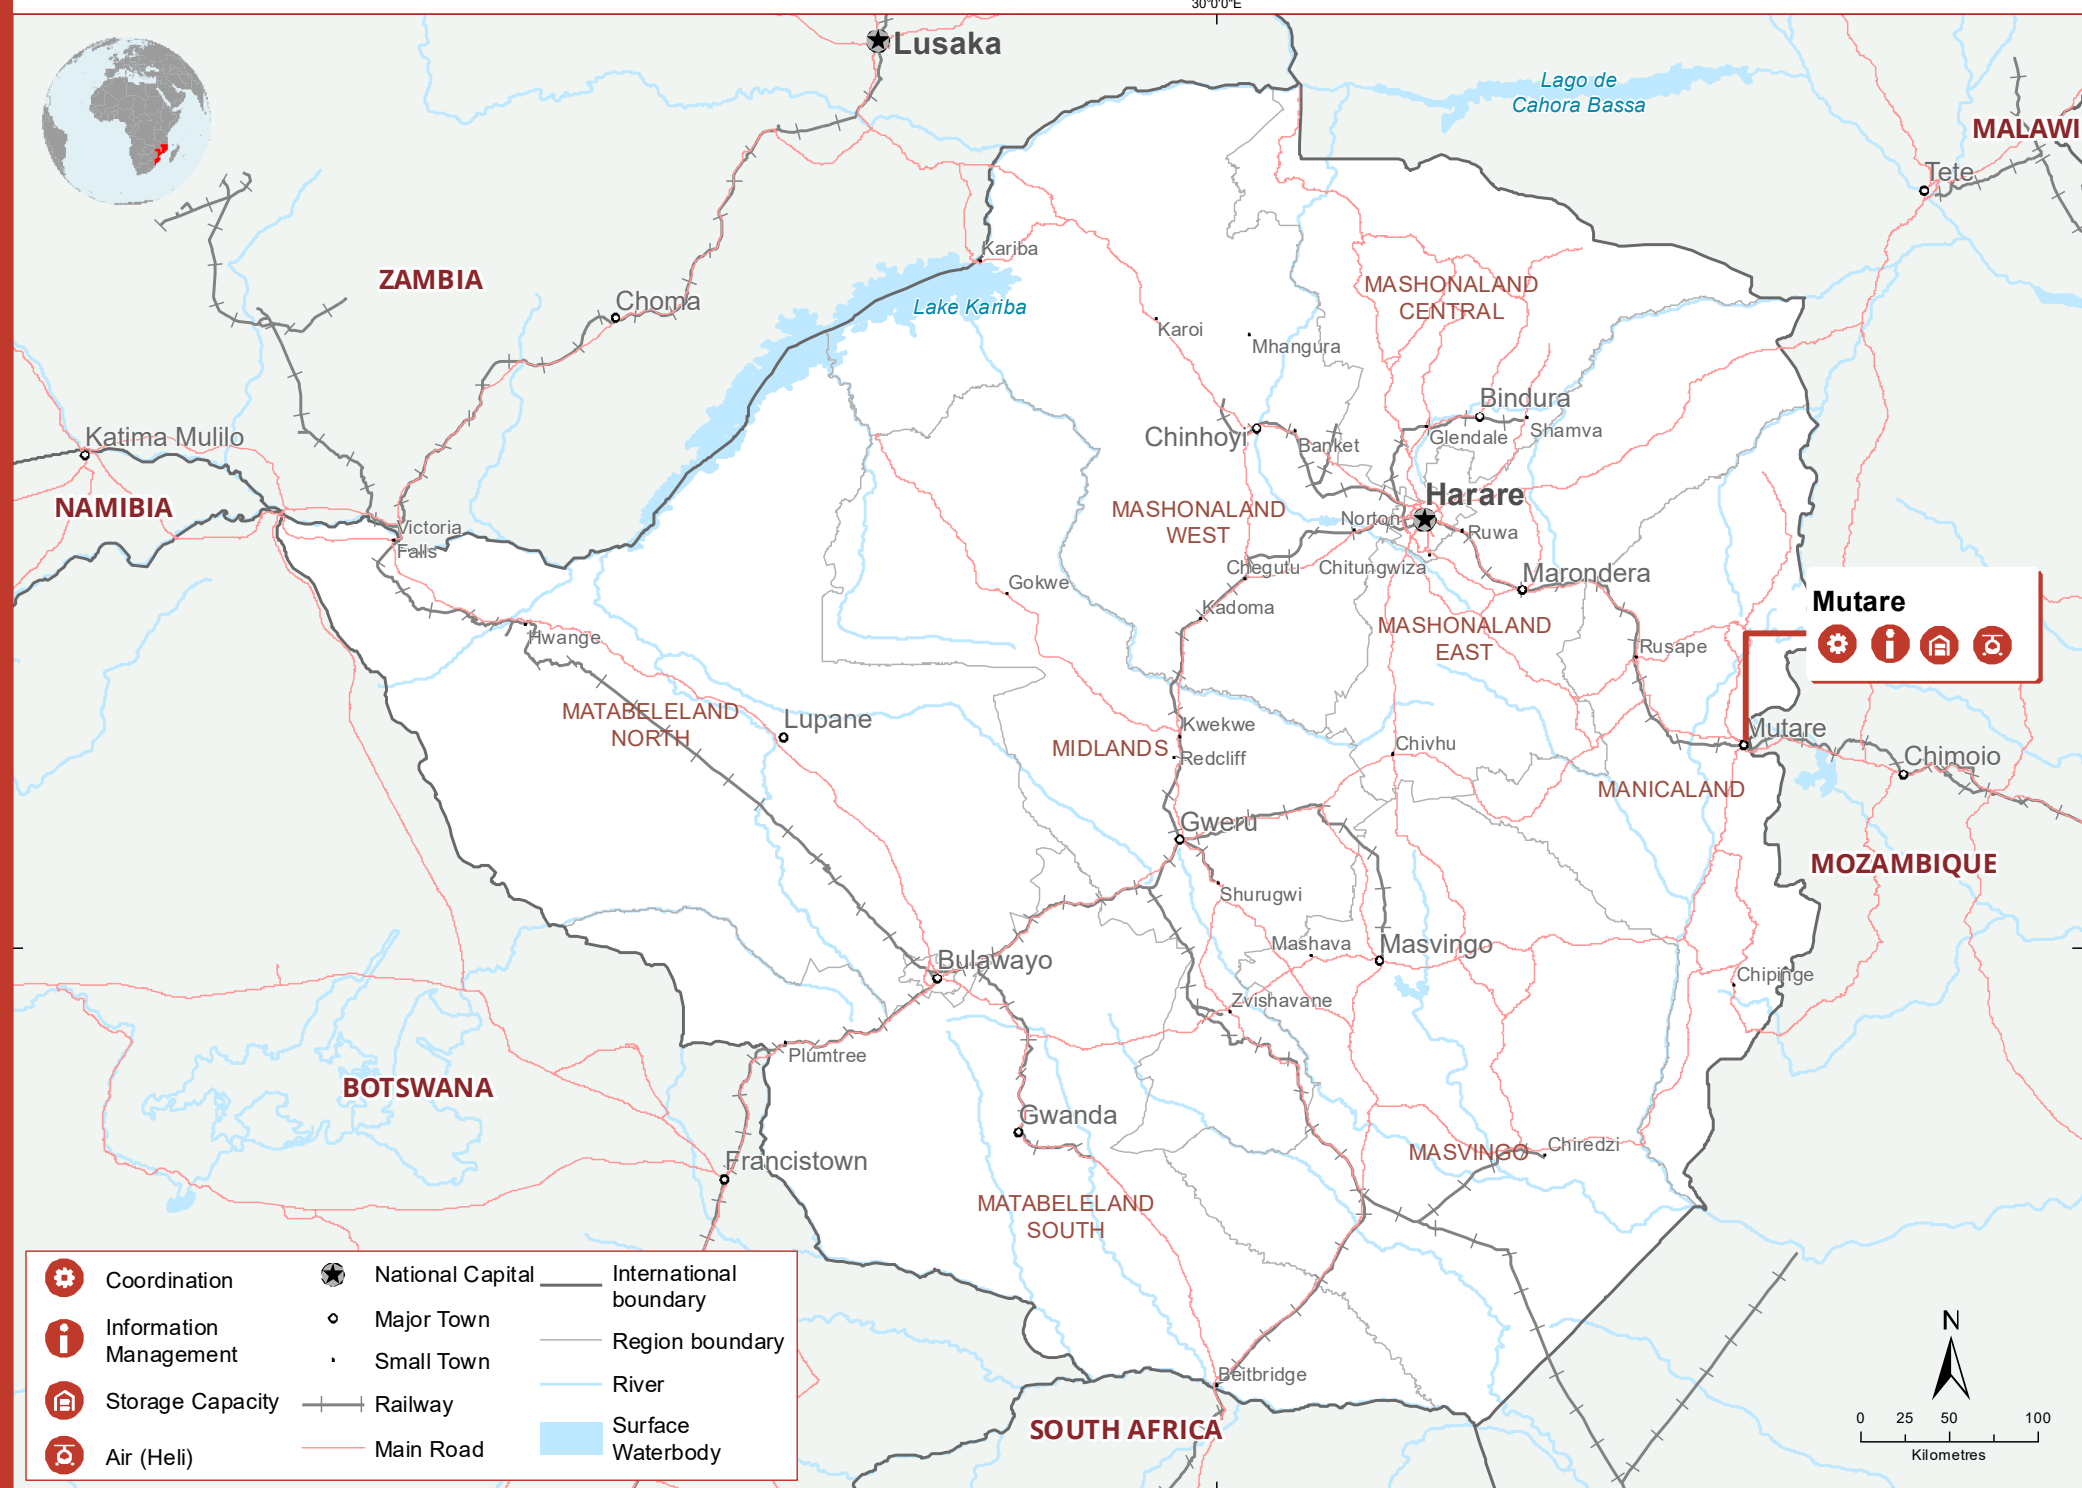 30°0'0"E
Lusaka
Lago de
Cahora Bassa
MALAWI
Tete
Kariba
ZAMBIA
Lake Kariba
Choma
MASHONALAND
CENTRAL
Karoi
Mhangura
Bindura
Chinhoyi
Banket
Glendale
Shamva
Katima Mulilo
NAMIBIA
Harare
MASHONALAND
WEST
Norton
Ruwa
Victoria
Falls
Chegutu
Chitungwiza
Marondera
Gokwe
Kadoma
Mutare
MASHONALAND
EAST
Hwange
Rusape
MATABELELAND
NORTH
Lupane
Kwekwe
MIDLANDS
Redcliff
Chivhu
Mutare
Chimoio
MANICALAND
Gweru
MOZAMBIQUE
Shurugwi
Mashava
Masvingo
Bulawayo
Chipinge
Zvishavane
Plumtree
BOTSWANA
Gwanda
MASVINGO
Chiredzi
Francistown
MATABELELAND
SOUTH
Beitbridge
SOUTH AFRICA
Coordination
Information
Management
Storage Capacity
Air (Heli)
National Capital
Major Town
Small Town
Railway
Main Road
International
boundary
Region boundary
River
Surface
Waterbody
N
0 25 50 100
Kilometres